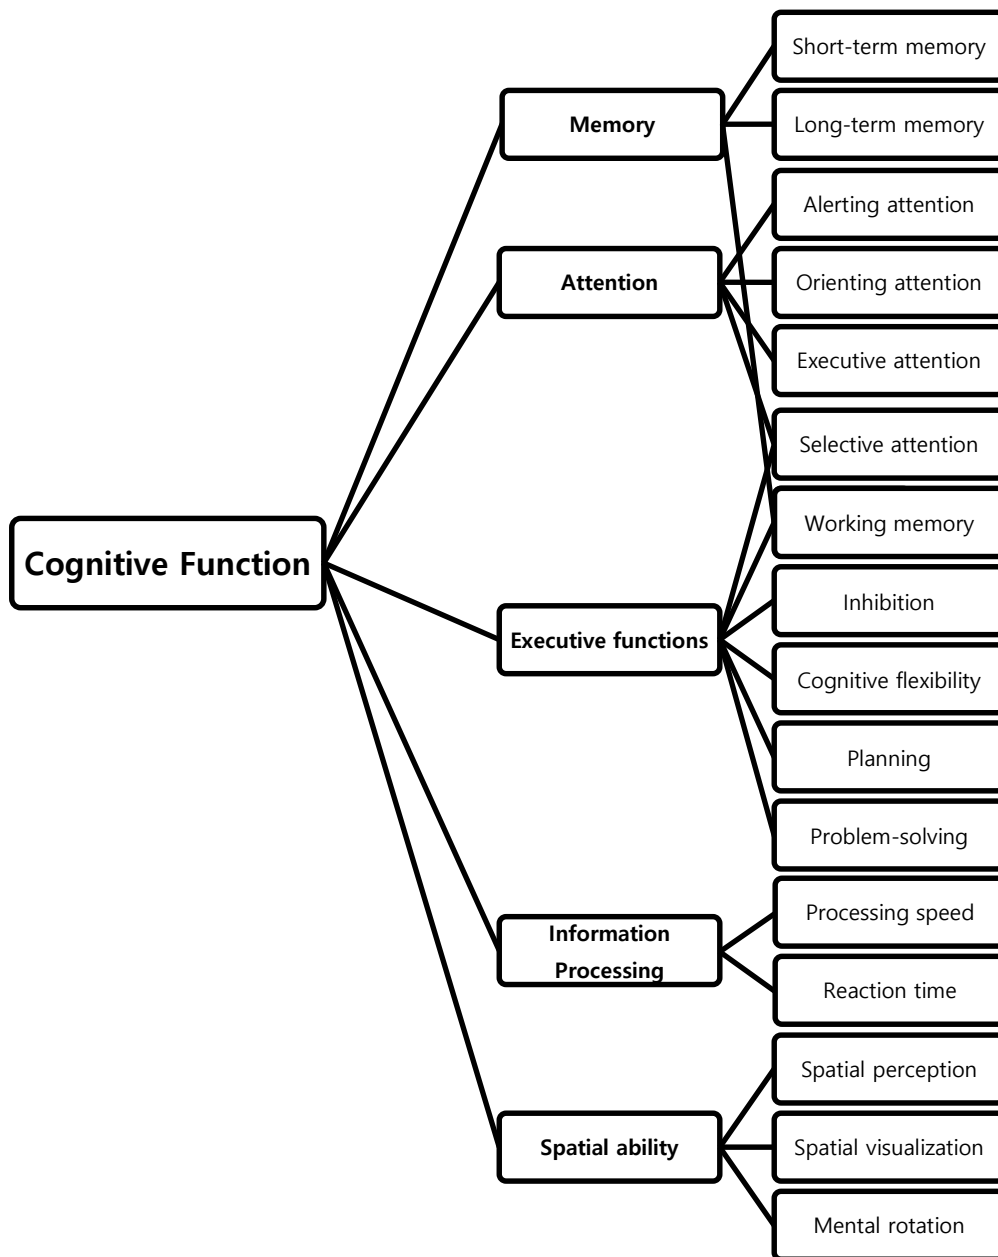 Short-term memory
Memory
Long-term memory
Alerting attention
Attention
Orienting attention
Executive attention
Selective attention
Cognitive Function
Working memory
Inhibition
Executive functions
Cognitive flexibility
Planning
Problem-solving
Processing speed
Information
Processing
Reaction time
Spatial perception
Spatial ability
Spatial visualization
Mental rotation